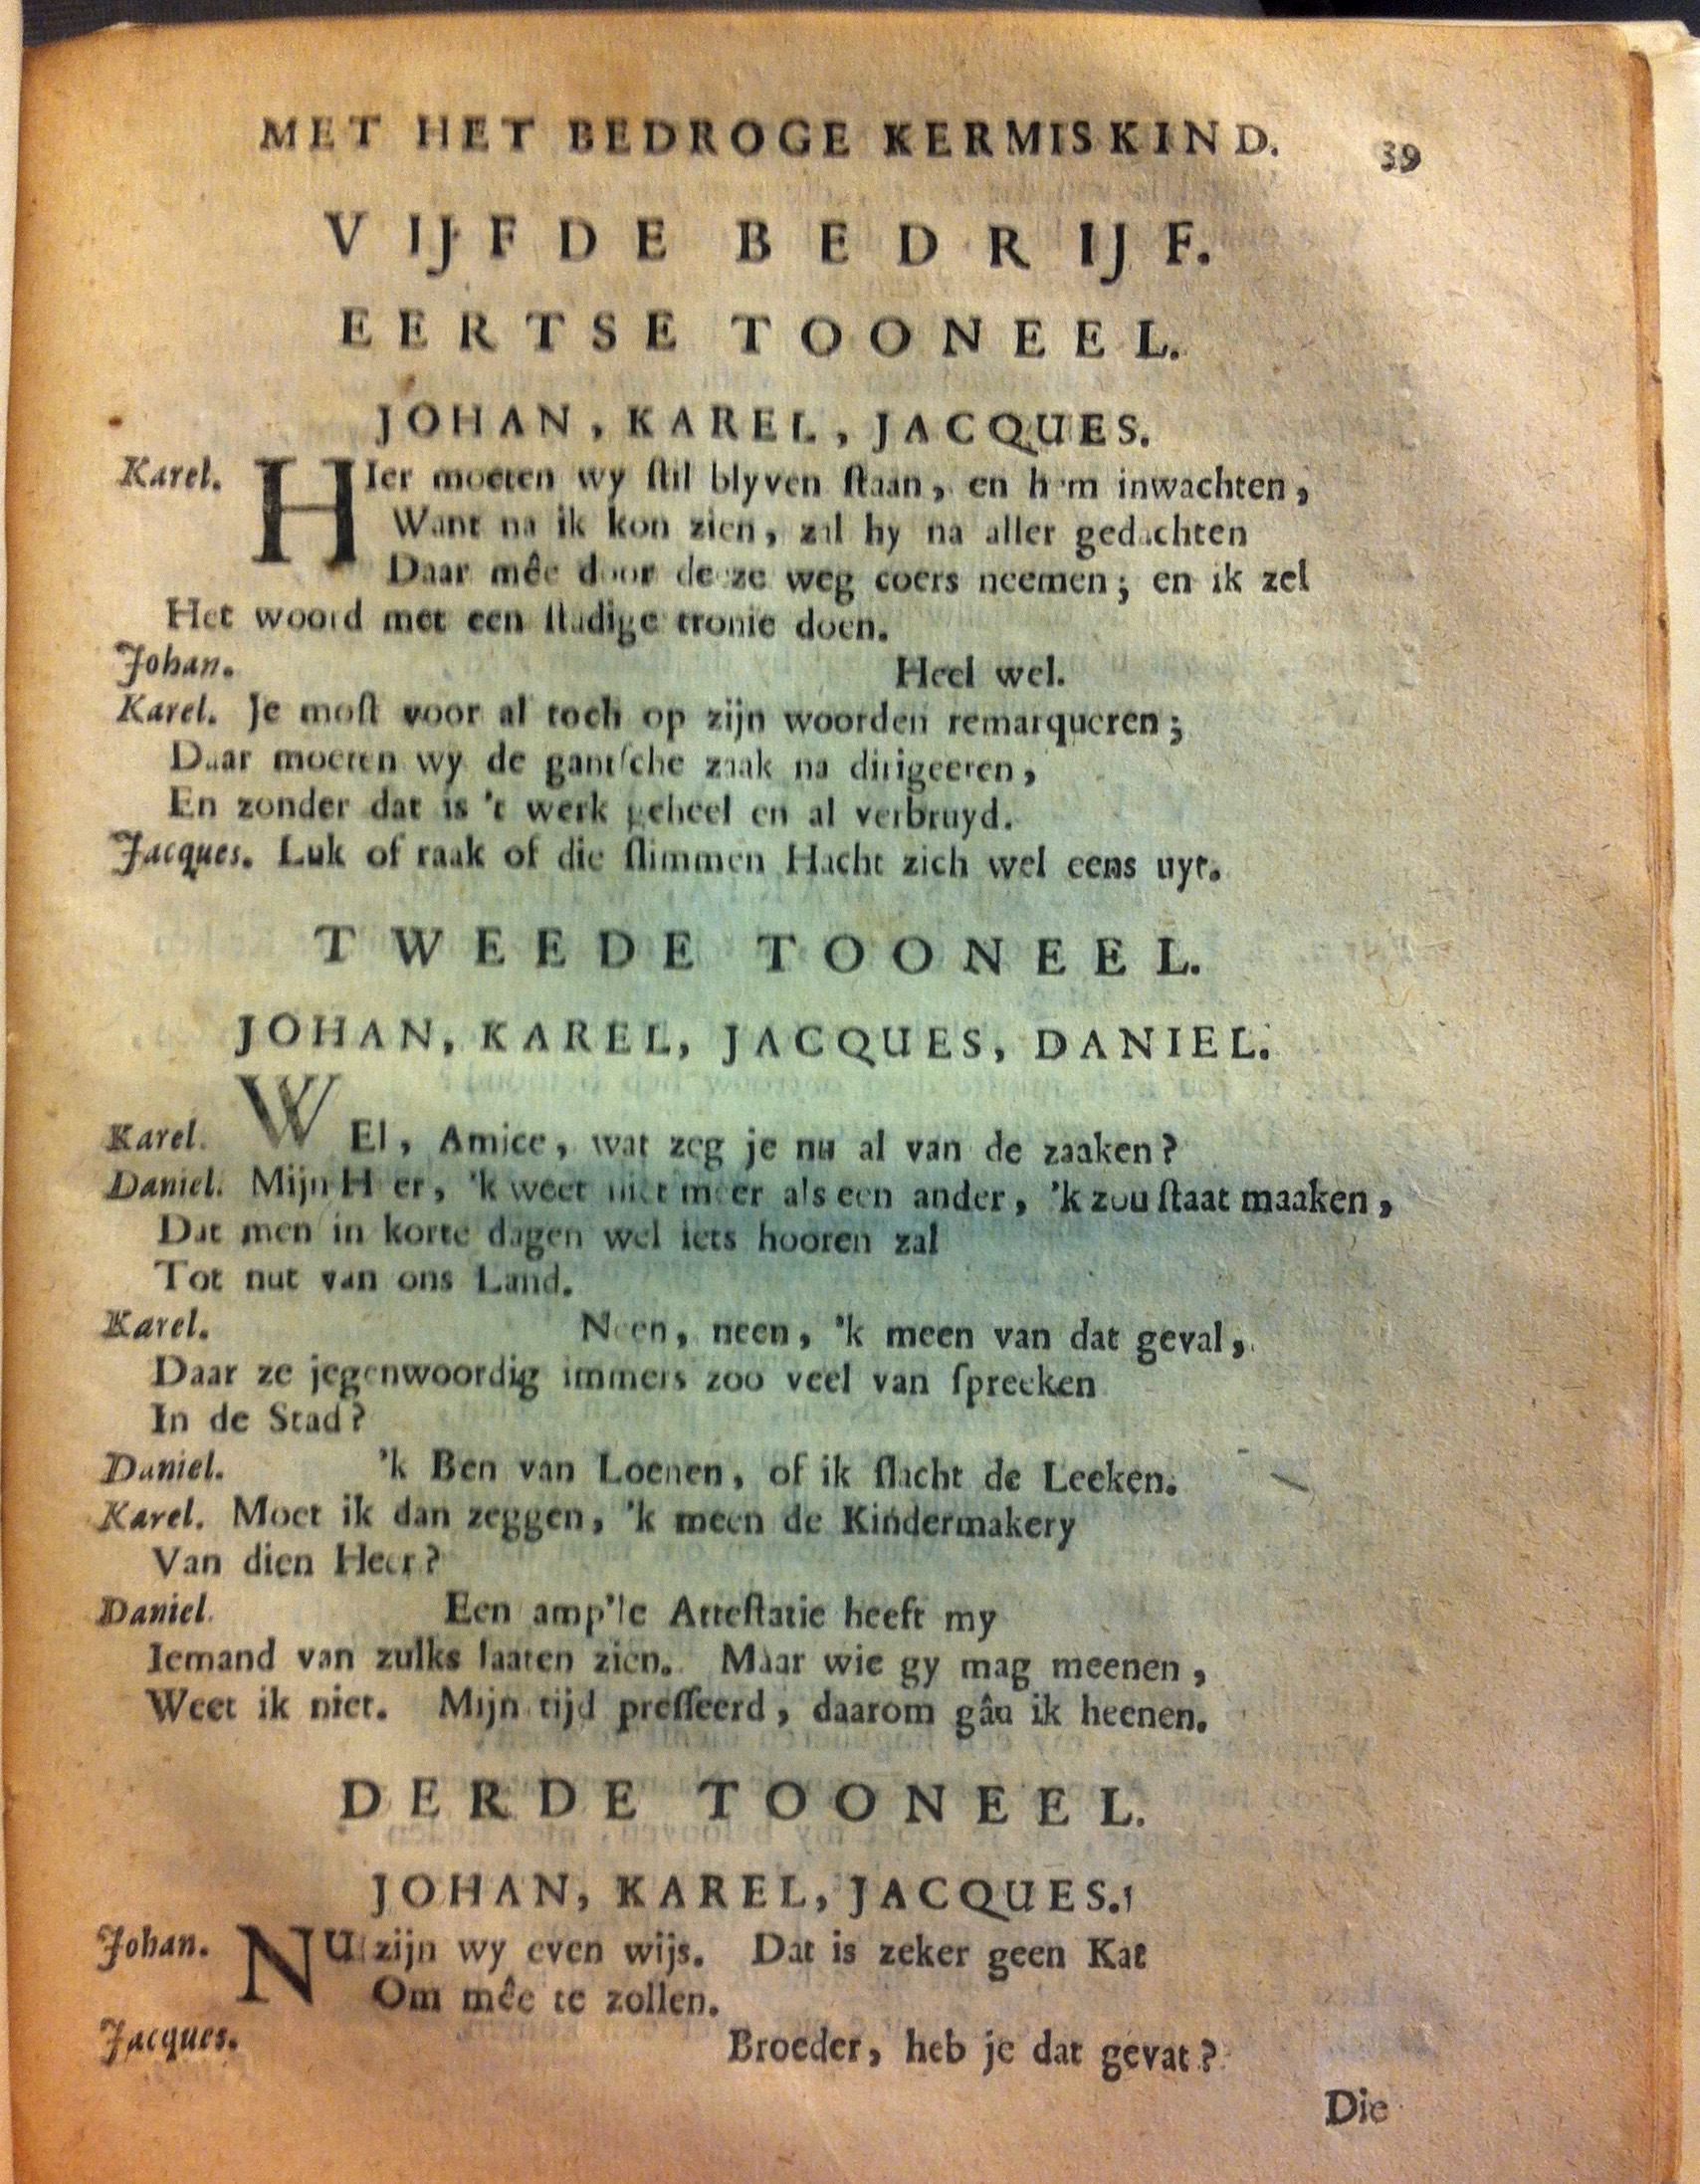 MET HET BEDROGE KERMISKIND. 39
VIJFDE BEDRIJF.
EERTSE TOONEEL.
JOHAN, KAREL, JACQUES.
Karel. HIer moeten wy ſtil blyven ſtaan, en hem inwachten,
Want na ik kon zien, zal hy na aller gedachten
Daar mêe door deeze weg coers neemen; en ik zel
Het woord met een ſtadige tronie doen.
Johan. Heel wel.
Karel. Je moſt voor al toch op zijn woorden remarqueren;
Daar moeten wy de gantſche zaak na dirigeeren,
En zonder dat is 't werk geheel en al verbruyd.
Jacques. Luk of raak of die ſlimmen Hacht zich wel eens uyt.
TWEEDE TOONEEL.
JOHAN, KAREL, JACQUES, DANIEL.
Karel. WEl, Amice, wat zeg je nu al van de zaaken?
Daniel. Mijn Heer, 'k weet niet meer als een ander, 'k zou ſtaat maaken,
Dat men in korte dagen wel iets hooren zal
Tot nut van ons Land.
Karel. Neen, neen, 'k meen van dat geval,
Daar ze jegenwoordig immers zoo veel van ſpreeken
In de Stad?
Daniel. 'k Ben van Loenen, of ik ſlacht de Leeken.
Karel. Moet ik dan zeggen, 'k meen de Kindermakery
Van dien Heer?
Daniel. Een amp'le Atteſtatie heeft my
Iemand van zulks laaten zien. Maar wie gy mag meenen,
Weet ik niet. Mijn tijd preſſeerd, daarom gâu ik heenen.
DERDE TOONEEL.
JOHAN, KAREL, JACQUES.
Johan. NU zijn wy even wijs. Dat is zeker geen Kat
Om mêe te zollen.
Jacques. Broeder, heb je dat gevat?
Die